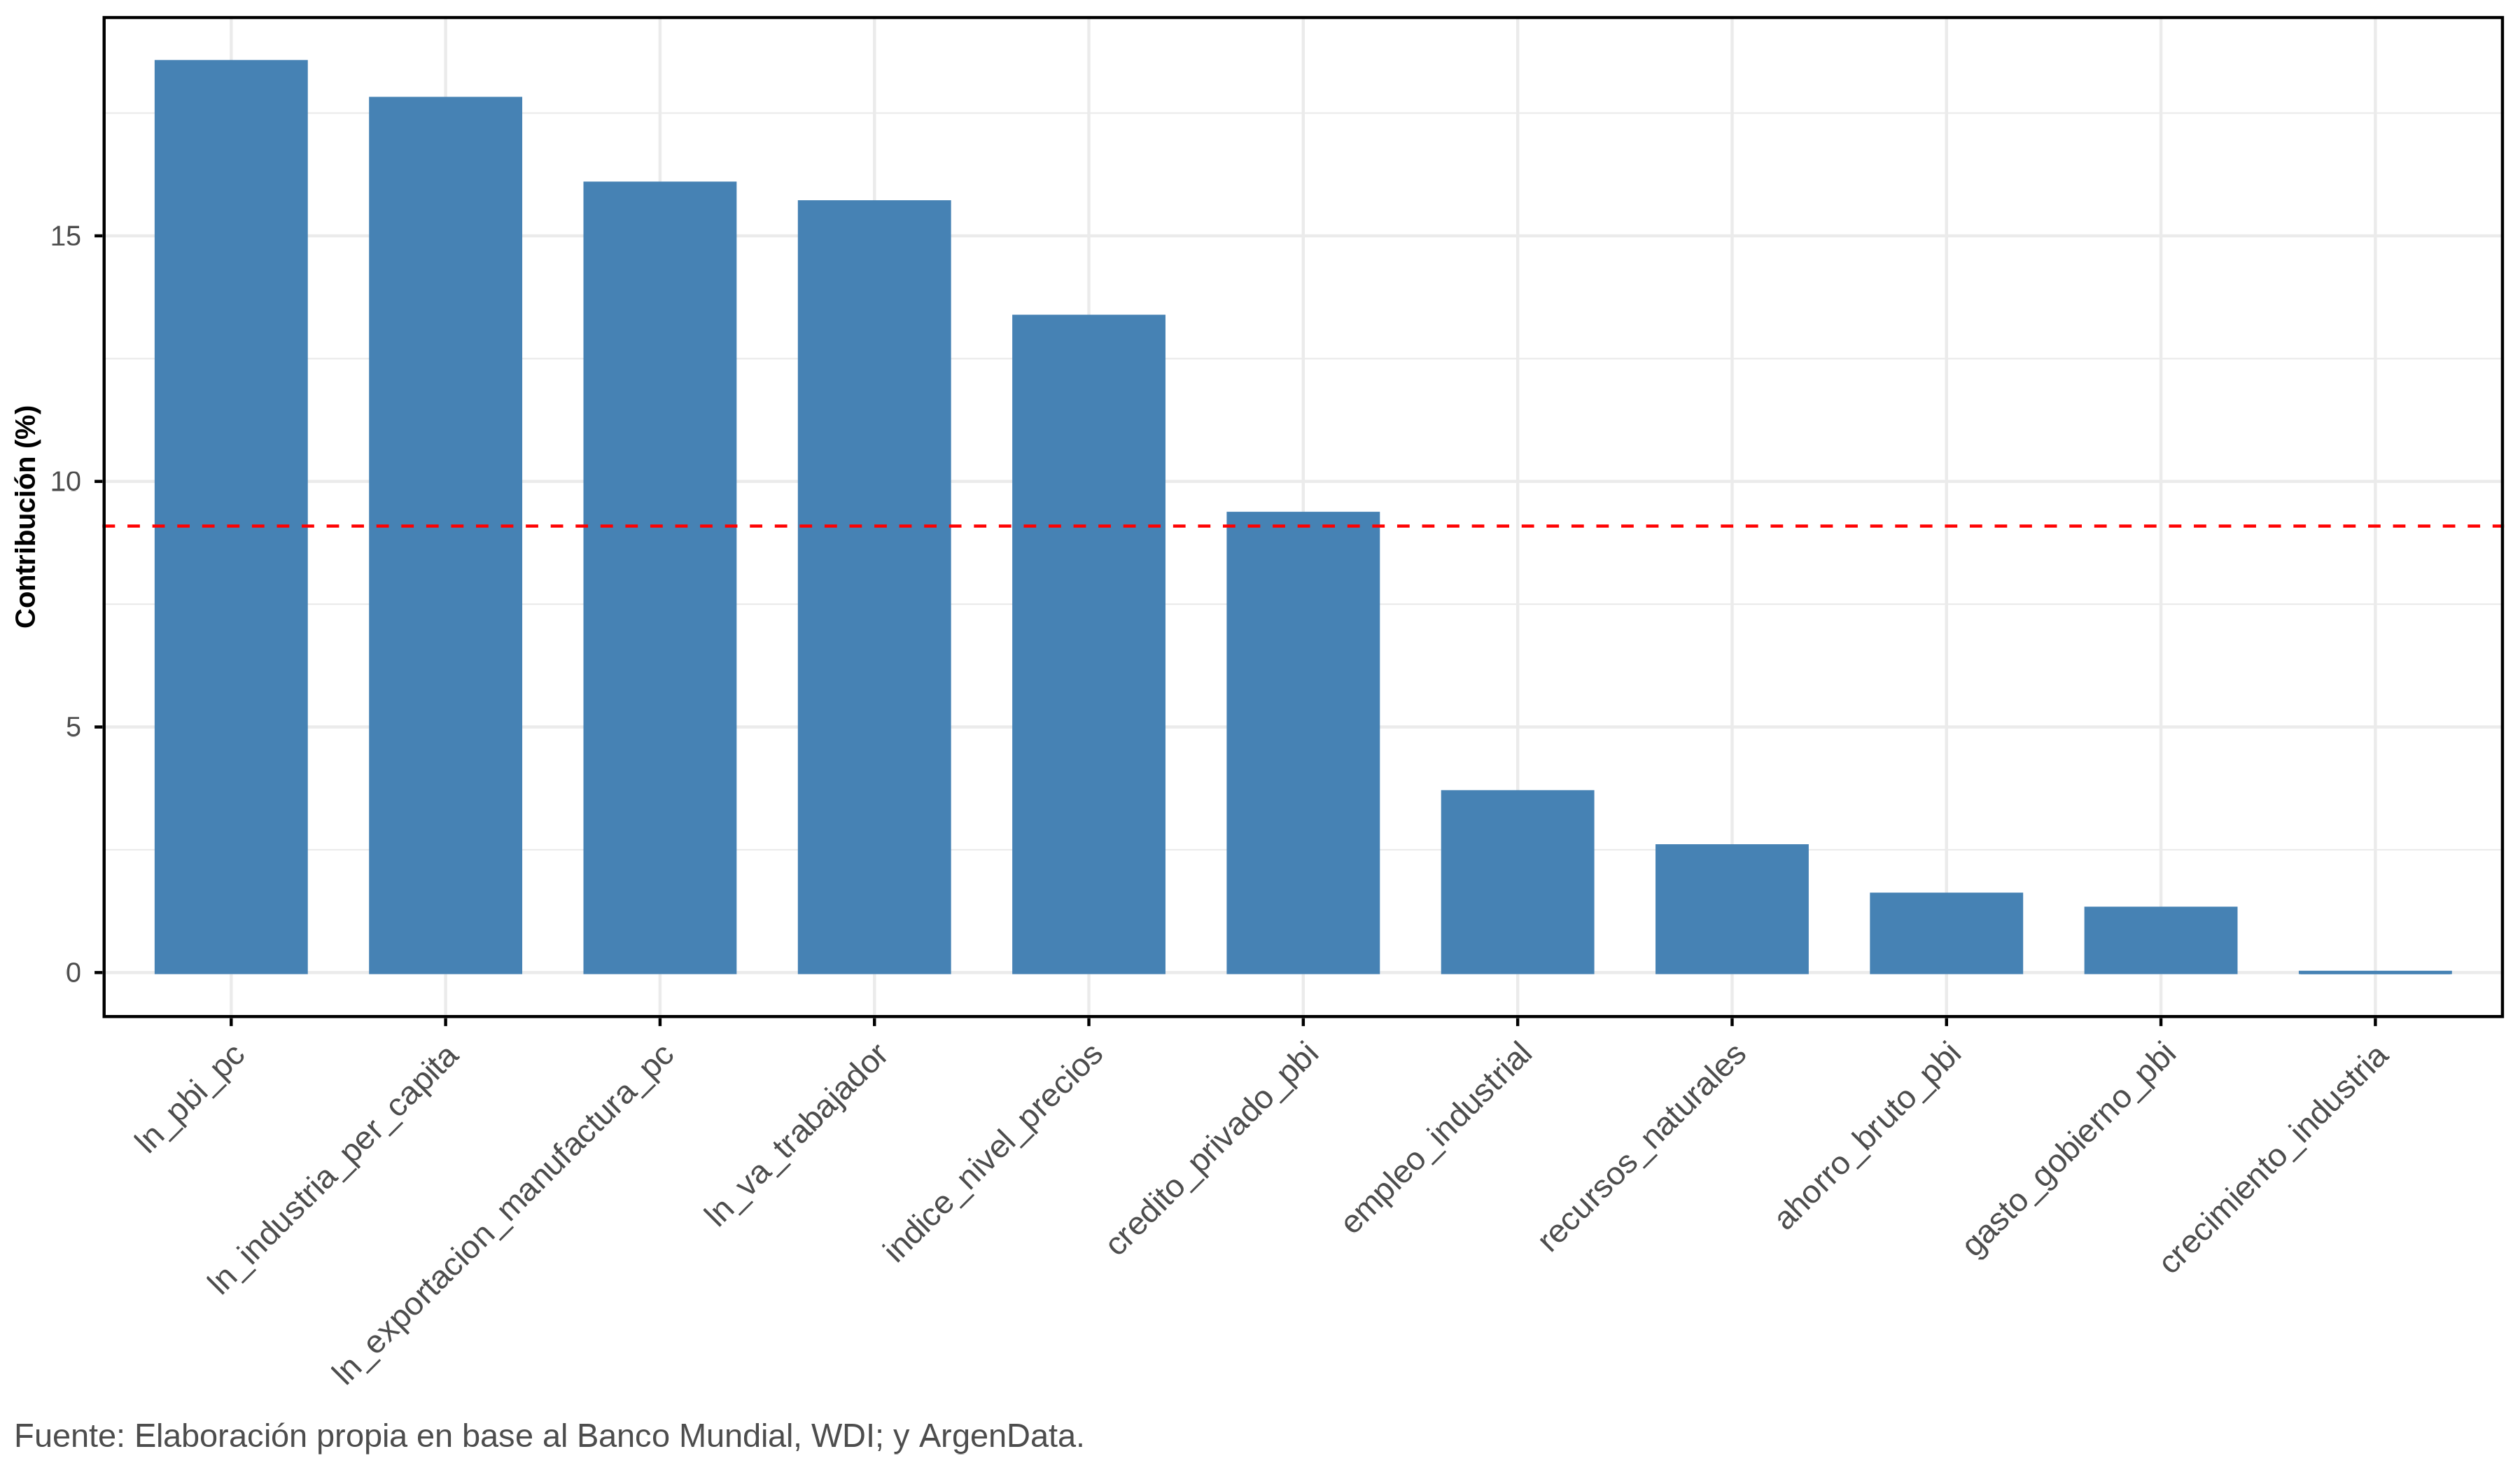 Contribución (%)
15
10
5
0
ln_pbi_pc
ln_industria_per_capita
ln_exportacion_manufactura_pc
ln_va_trabajador
indice_nivel_precios
credito_privado_pbi
empleo_industrial
recursos_naturales
ahorro_bruto_pbi
gasto_gobierno_pbi
crecimiento_industria
Fuente: Elaboración propia en base al Banco Mundial, WDI; y ArgenData.